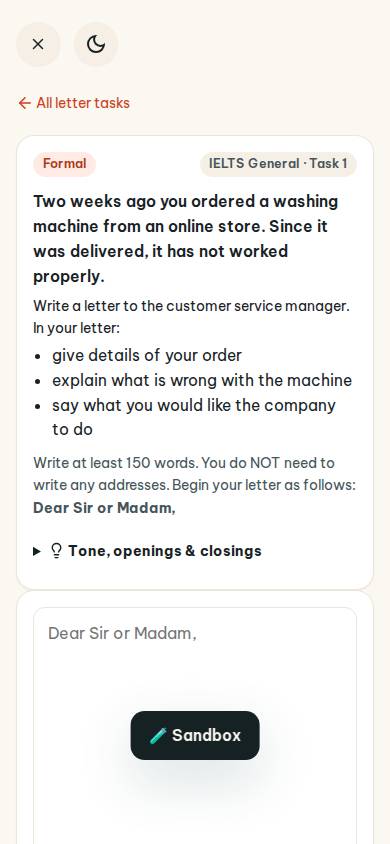 All letter tasks
Formal
IELTS General · Task 1
Two weeks ago you ordered a washing
machine from an online store. Since it
was delivered, it has not worked
properly.
Write a letter to the customer service manager.
In your letter:
• give details of your order
• explain what is wrong with the machine
• say what you would like the company
to do
Write at least 150 words. You do NOT need to
write any addresses. Begin your letter as follows:
Dear Sir or Madam,
Tone, openings & closings
Dear Sir or Madam,
Sandbox